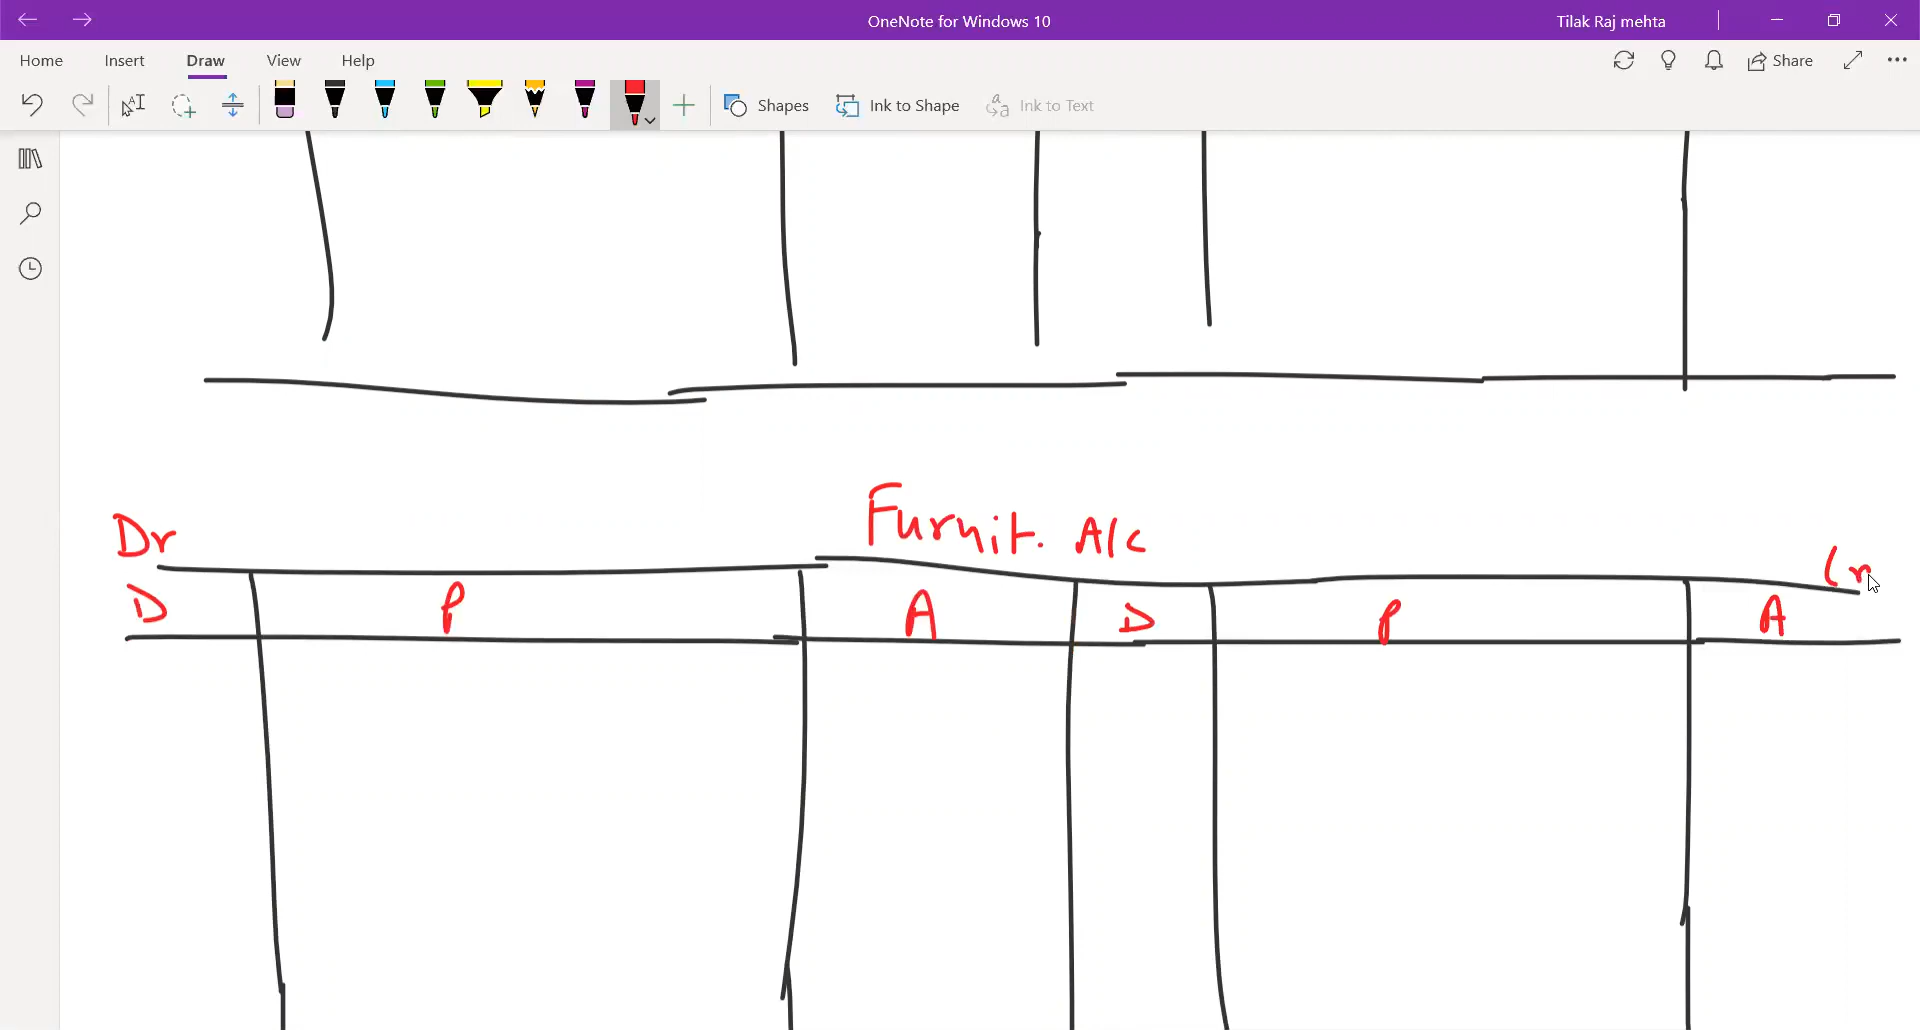 OneNote for Windows 10
Tilak Raj mehta
Home Insert Draw View Help
Share
Shapes Ink to Shape Ink to Text
Furnit. A/c
Dr
Cr
D P A D P A